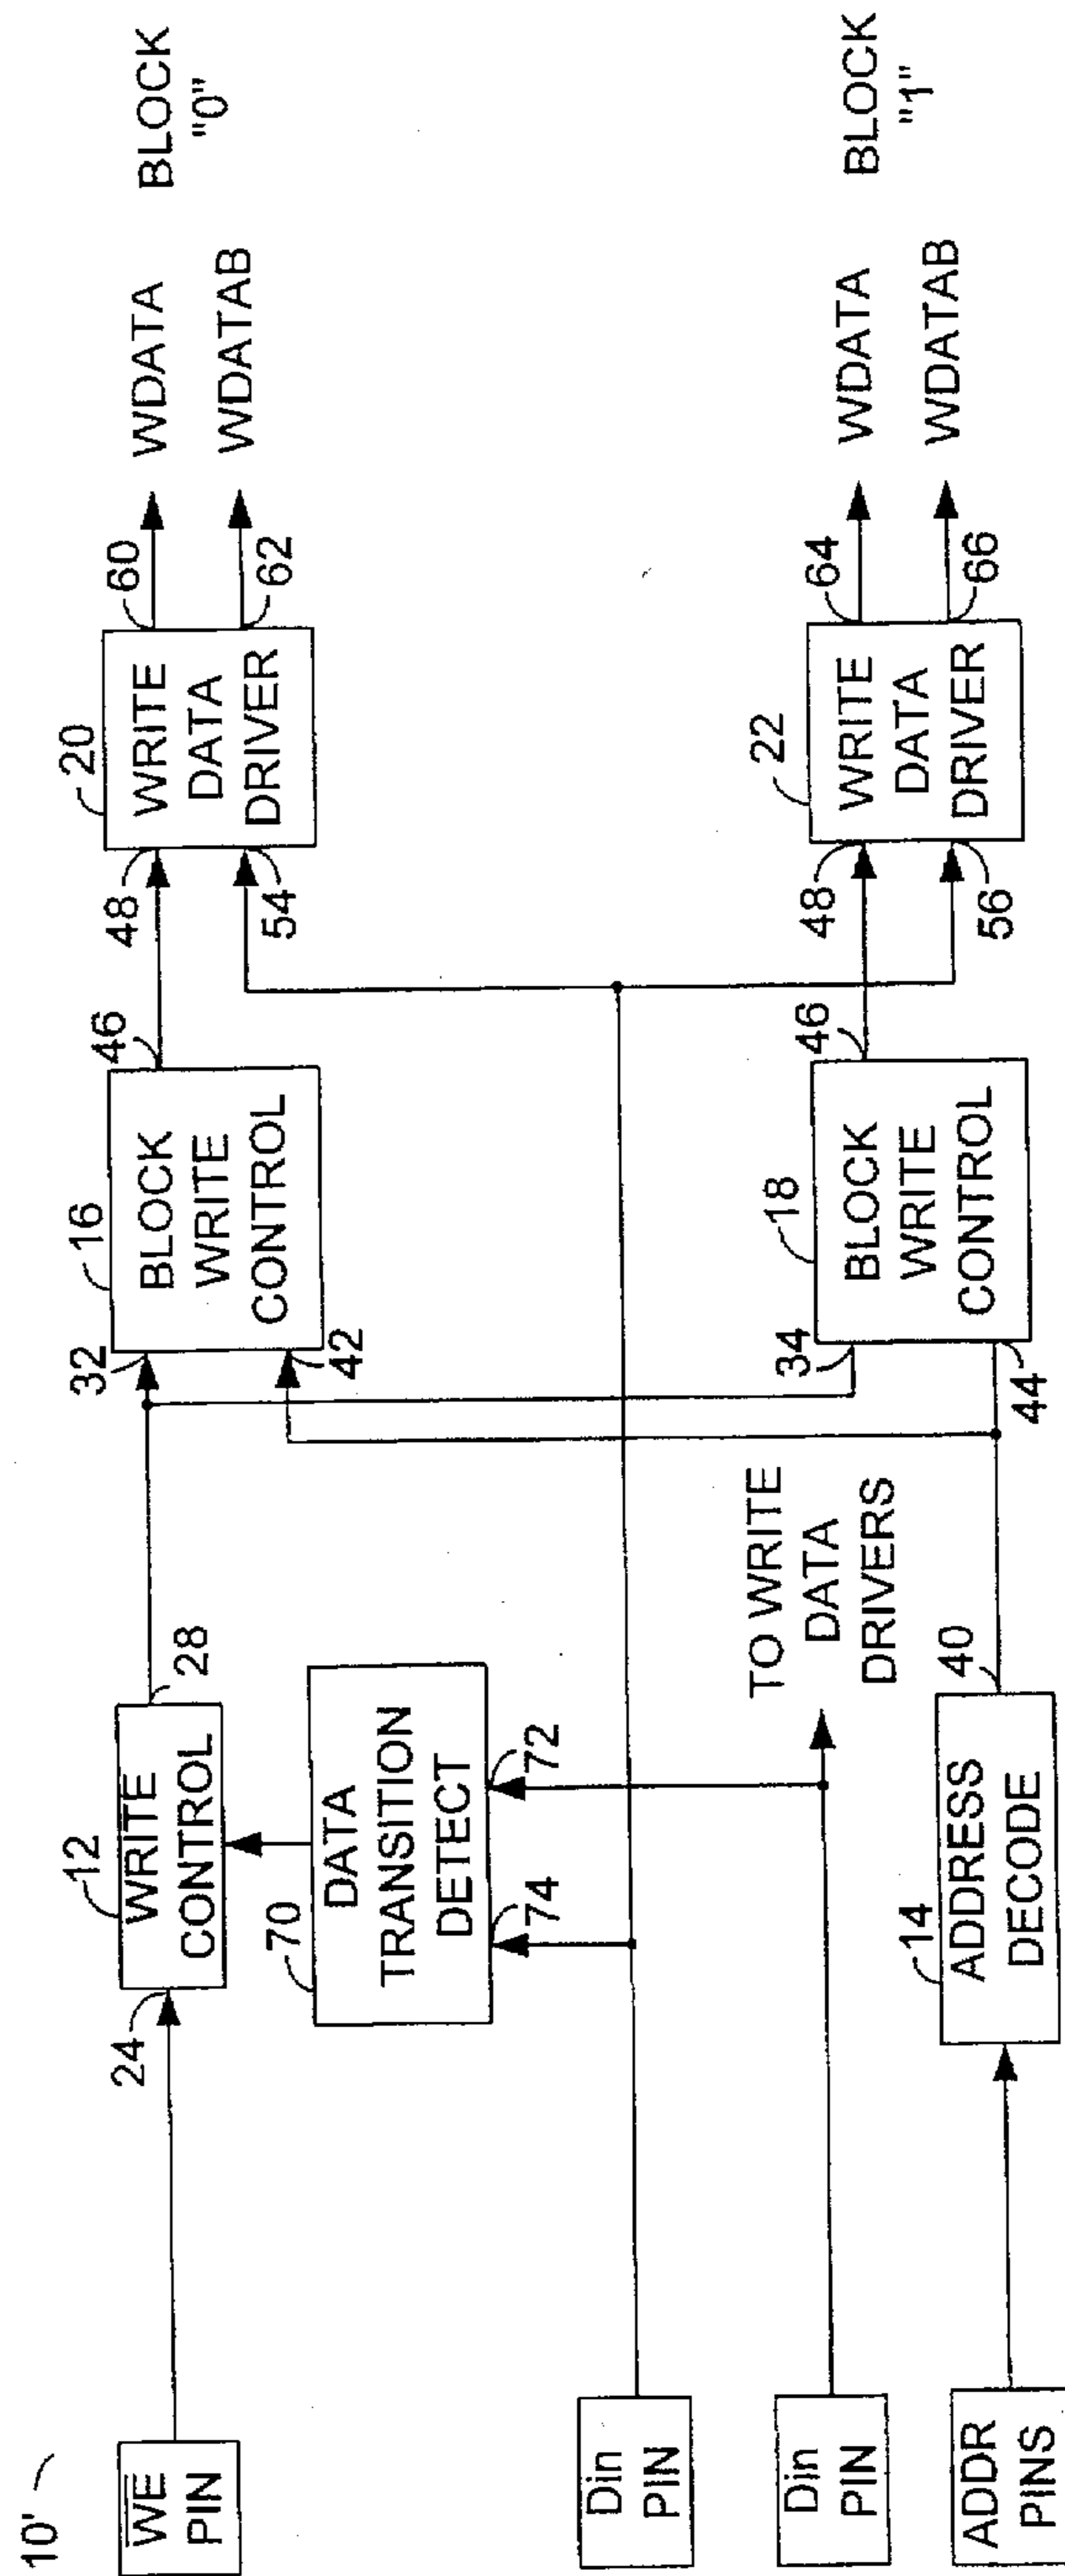 10'
WE
PIN
24
12
WRITE
CONTROL
28
32
16
BLOCK
WRITE
CONTROL
42
46
48
20
WRITE
DATA
DRIVER
54
60
62
WDATA
WDATAB
BLOCK
"0"
70
DATA
TRANSITION
DETECT
74
72
Din
PIN
Din
PIN
TO WRITE
DATA
DRIVERS
ADDR
PINS
14
ADDRESS
DECODE
40
34
44
18
BLOCK
WRITE
CONTROL
46
48
22
WRITE
DATA
DRIVER
56
64
66
WDATA
WDATAB
BLOCK
"1"